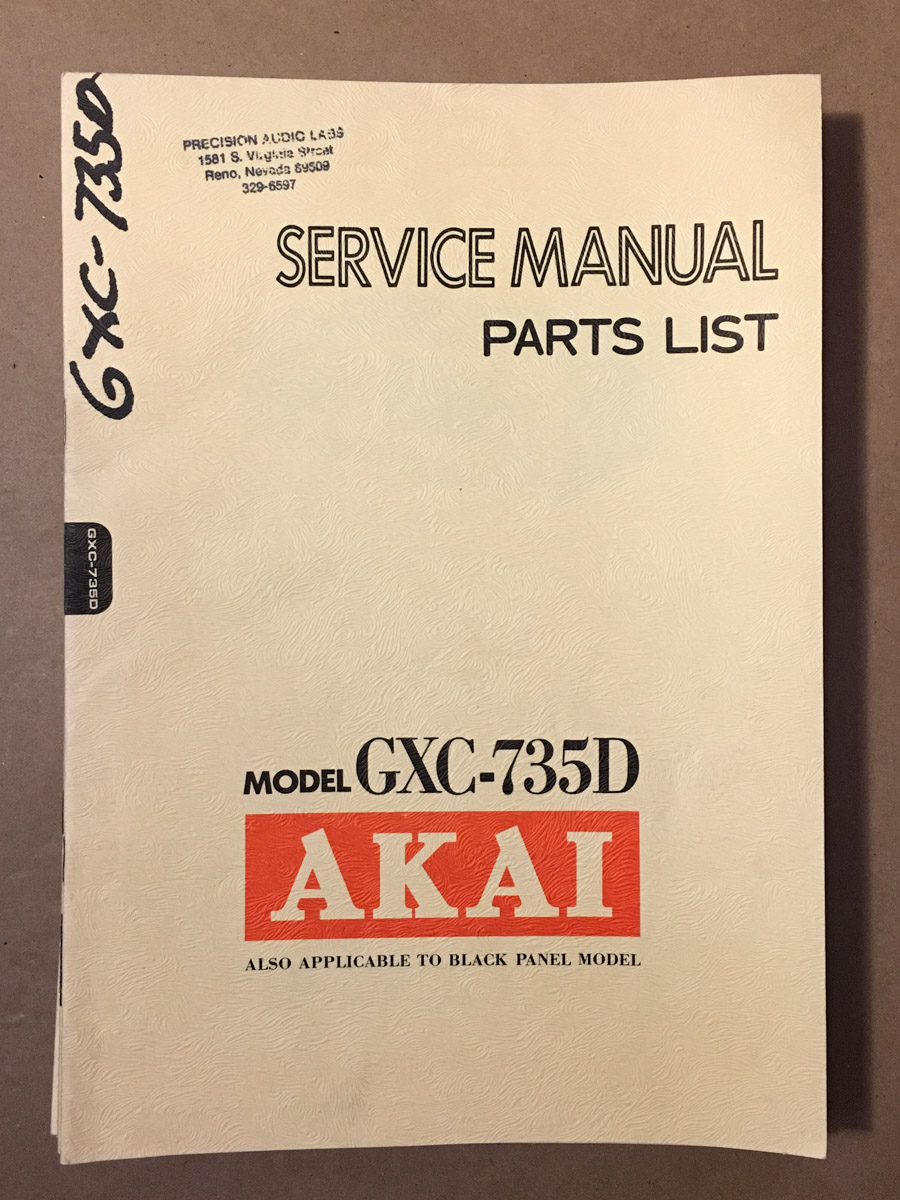 GXC-735D
PRECISION AUDIO LABS
1581 S. Virginia Street
Reno, Nevada 89509
329-6597
SERVICE MANUAL
PARTS LIST
GXC-735D
MODEL GXC-735D
AKAI
ALSO APPLICABLE TO BLACK PANEL MODEL